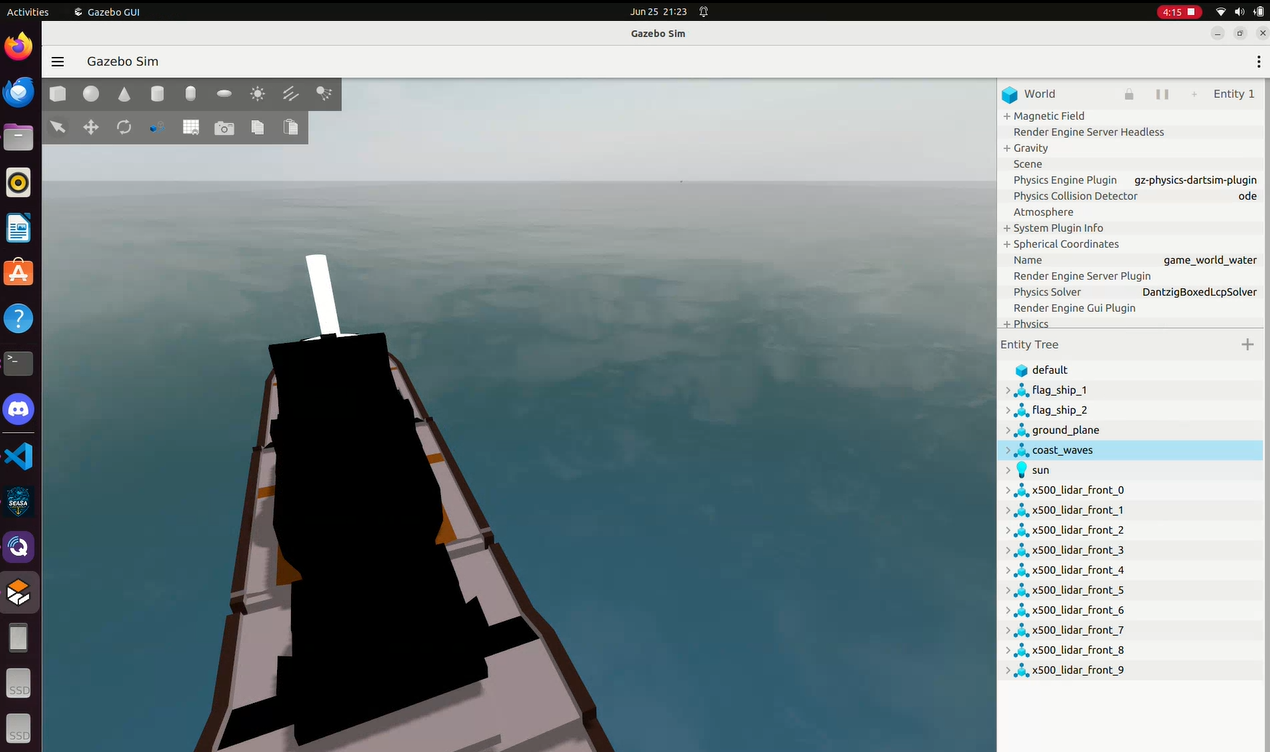 Activities
Gazebo GUI
Jun 25 21:23
4:15
Gazebo Sim
Gazebo Sim
World
Entity 1
Magnetic Field
Render Engine Server Headless
Gravity
Scene
Physics Engine Plugin gz-physics-dartsim-plugin
Physics Collision Detector ode
Atmosphere
System Plugin Info
Spherical Coordinates
Name game_world_water
Render Engine Server Plugin
Physics Solver DantzigBoxedLcpSolver
Render Engine Gui Plugin
Physics
Entity Tree
default
flag_ship_1
flag_ship_2
ground_plane
coast_waves
sun
x500_lidar_front_0
x500_lidar_front_1
x500_lidar_front_2
x500_lidar_front_3
x500_lidar_front_4
x500_lidar_front_5
x500_lidar_front_6
x500_lidar_front_7
x500_lidar_front_8
x500_lidar_front_9
SSD
SSD